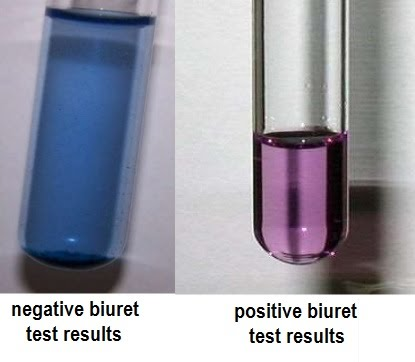 negative biuret
test results
positive biuret
test results